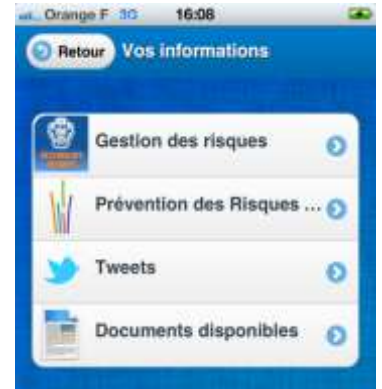 Orange F 3G 16:08
Retour Vos informations
Gestion des risques
Prévention des Risques ...
Tweets
Documents disponibles